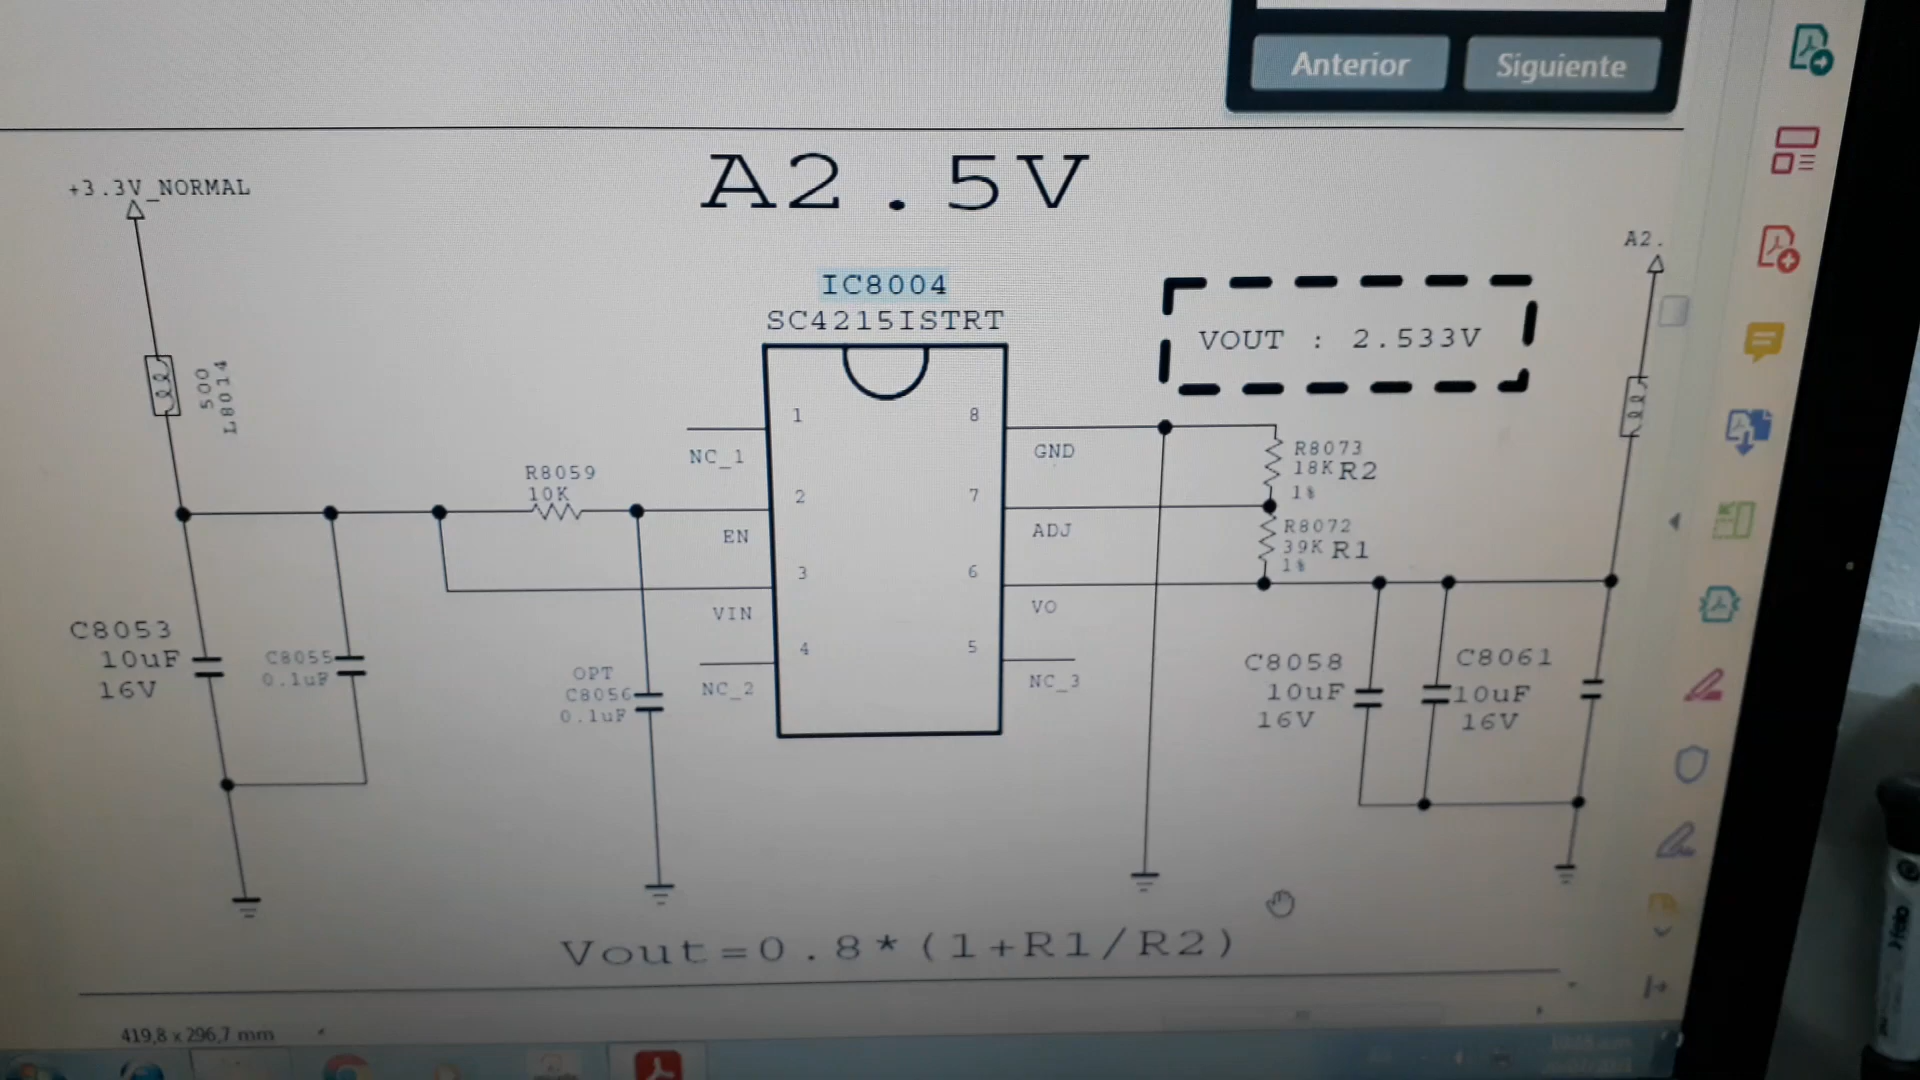 Anterior
Siguiente
+3.3V_NORMAL
A2.5V
A2.
IC8004
SC4215ISTRT
VOUT : 2.533V
500
L8014
1
8
NC_1
GND
R8073
18K R2
1%
R8059
10K
2
7
EN
ADJ
R8072
39K R1
1%
3
6
VIN
VO
C8053
10uF
16V
C8055
0.1uF
OPT
C8056
0.1uF
4
5
NC_2
NC_3
C8058
10uF
16V
C8061
10uF
16V
Vout=0.8*(1+R1/R2)
419,8 x 296,7 mm